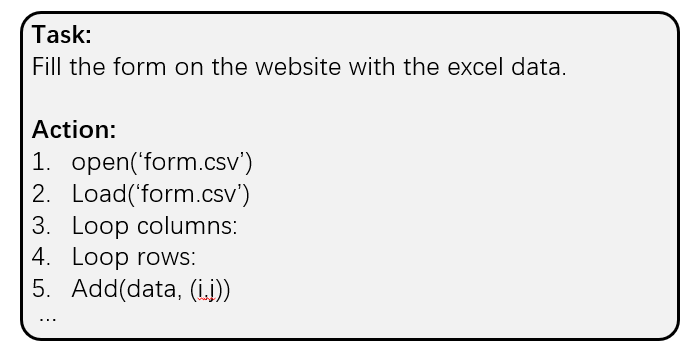 Task:
Fill the form on the website with the excel data.
Action:
1. open(‘form.csv’)
2. Load(‘form.csv’)
3. Loop columns:
4. Loop rows:
5. Add(data, (i,j))
...